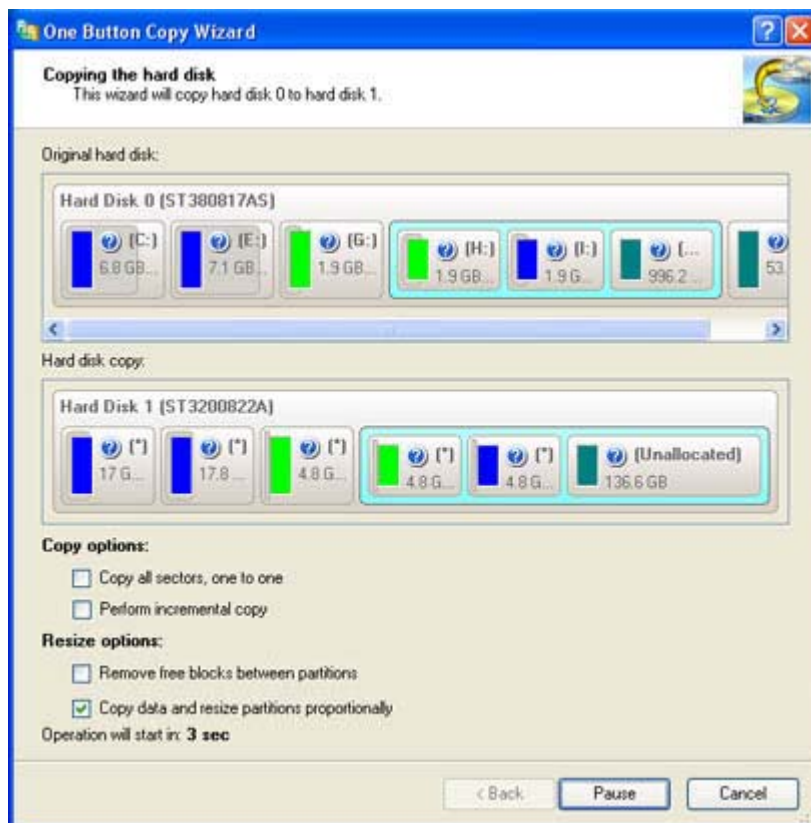 One Button Copy Wizard
Copying the hard disk
This wizard will copy hard disk 0 to hard disk 1.
Original hard disk:
Hard Disk 0 (ST380817AS)
(C:) (E:) (G:) (H:) (I:) (...
6.8 GB... 7.1 GB... 1.9 GB... 1.9 GB... 1.9 G... 996.2 ... 53.
Hard disk copy:
Hard Disk 1 (ST3200822A)
(*) (*) (*) (*) (*) (Unallocated)
17 G... 17.8 ... 4.8 G... 4.8 G... 4.8 G... 136.6 GB
Copy options:
Copy all sectors, one to one
Perform incremental copy
Resize options:
Remove free blocks between partitions
Copy data and resize partitions proportionally
Operation will start in: 3 sec
< Back Pause Cancel